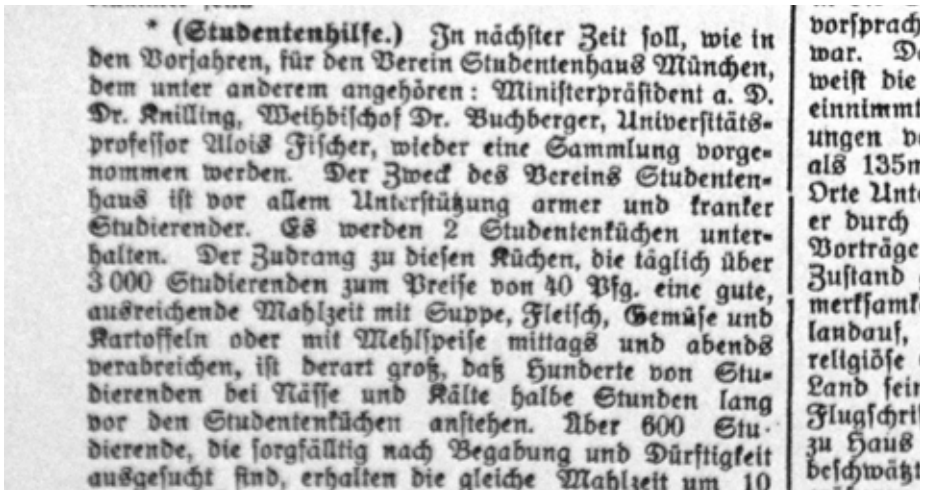 * (Studentenhilfe.) In nächster Zeit soll, wie in
den Vorjahren, für den Verein Studentenhaus München,
dem unter anderem angehören: Ministerpräsident a. D.
Dr. Knilling, Weihbischof Dr. Buchberger, Universitäts-
professor Alois Fischer, wieder eine Sammlung vorge-
nommen werden. Der Zweck des Vereins Studenten-
haus ist vor allem Unterstützung armer und kranker
Studierender. Es werden 2 Studentenküchen unter-
halten. Der Zudrang zu diesen Küchen, die täglich über
3 000 Studierenden zum Preise von 40 Pfg. eine gute,
ausreichende Mahlzeit mit Suppe, Fleisch, Gemüse und
Kartoffeln oder mit Mehlspeise mittags und abends
verabreichen, ist derart groß, daß Hunderte von Stu-
dierenden bei Nässe und Kälte halbe Stunden lang
vor den Studentenküchen anstehen. Über 600 Stu-
dierende, die sorgfälltig nach Begabung und Dürftigkeit
ausgesucht sind, erhalten die gleiche Mahlzeit um 10
vorsprach
war. D
weist die
einnimmt
ungen v
als 135m
Orte Unt
er durch
Vorträge
Zustand
merksamk
landauf,
religiöse
Land sein
Flugschri
zu Haus
beschwätzt